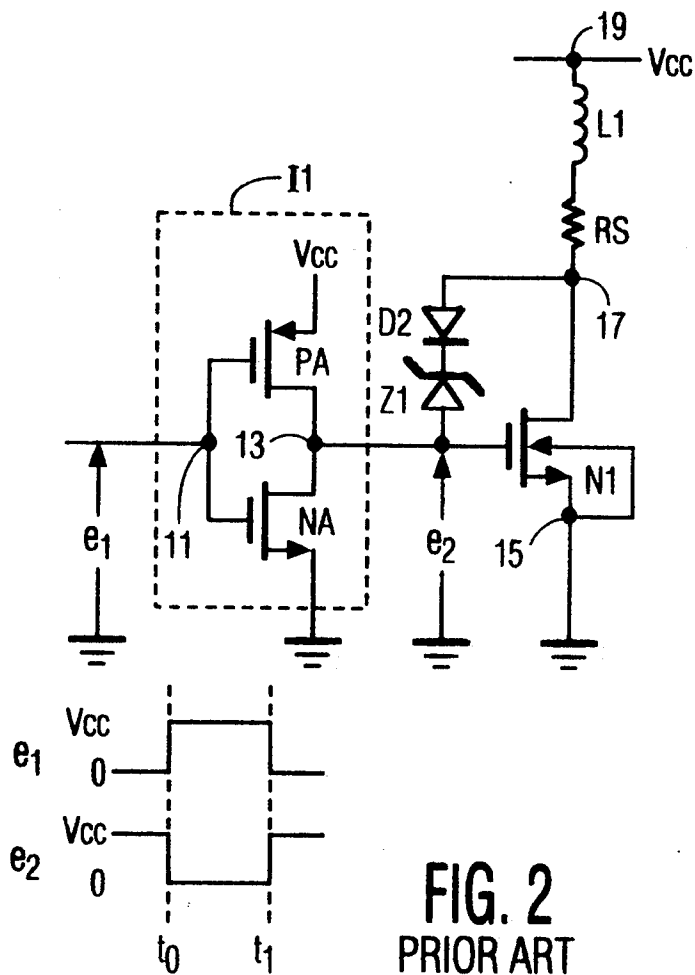 19
Vcc
L1
I1
RS
Vcc
17
D2
PA
Z1
13
N1
NA
e1
11
e2
15
Vcc
e1
0
Vcc
e2
0
t0 t1
FIG. 2
PRIOR ART